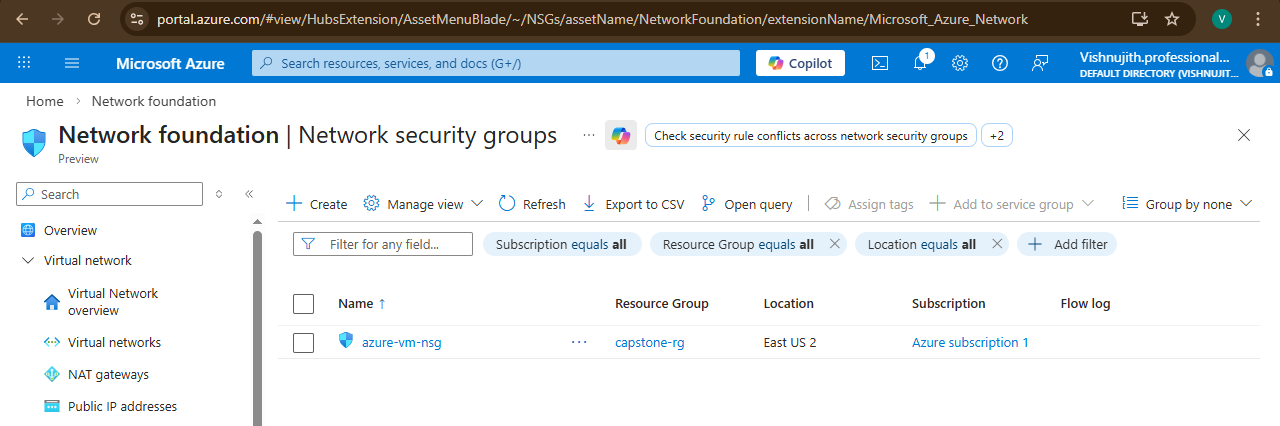 portal.azure.com/#view/HubsExtension/AssetMenuBlade/~/NSGs/assetName/NetworkFoundation/extensionName/Microsoft_Azure_Network
V
Microsoft Azure
Search resources, services, and docs (G+/)
Copilot
1
Vishnujith.professional...
DEFAULT DIRECTORY (VISHNUJIT...
Home > Network foundation
Network foundation | Network security groups
...
Check security rule conflicts across network security groups
+2
Preview
Search
Overview
Virtual network
Virtual Network
overview
Virtual networks
NAT gateways
Public IP addresses
Create
Manage view
Refresh
Export to CSV
Open query
Assign tags
Add to service group
Group by none
Filter for any field...
Subscription equals all
Resource Group equals all
Location equals all
Add filter
Name ↑ Resource Group Location Subscription Flow log
azure-vm-nsg ... capstone-rg East US 2 Azure subscription 1